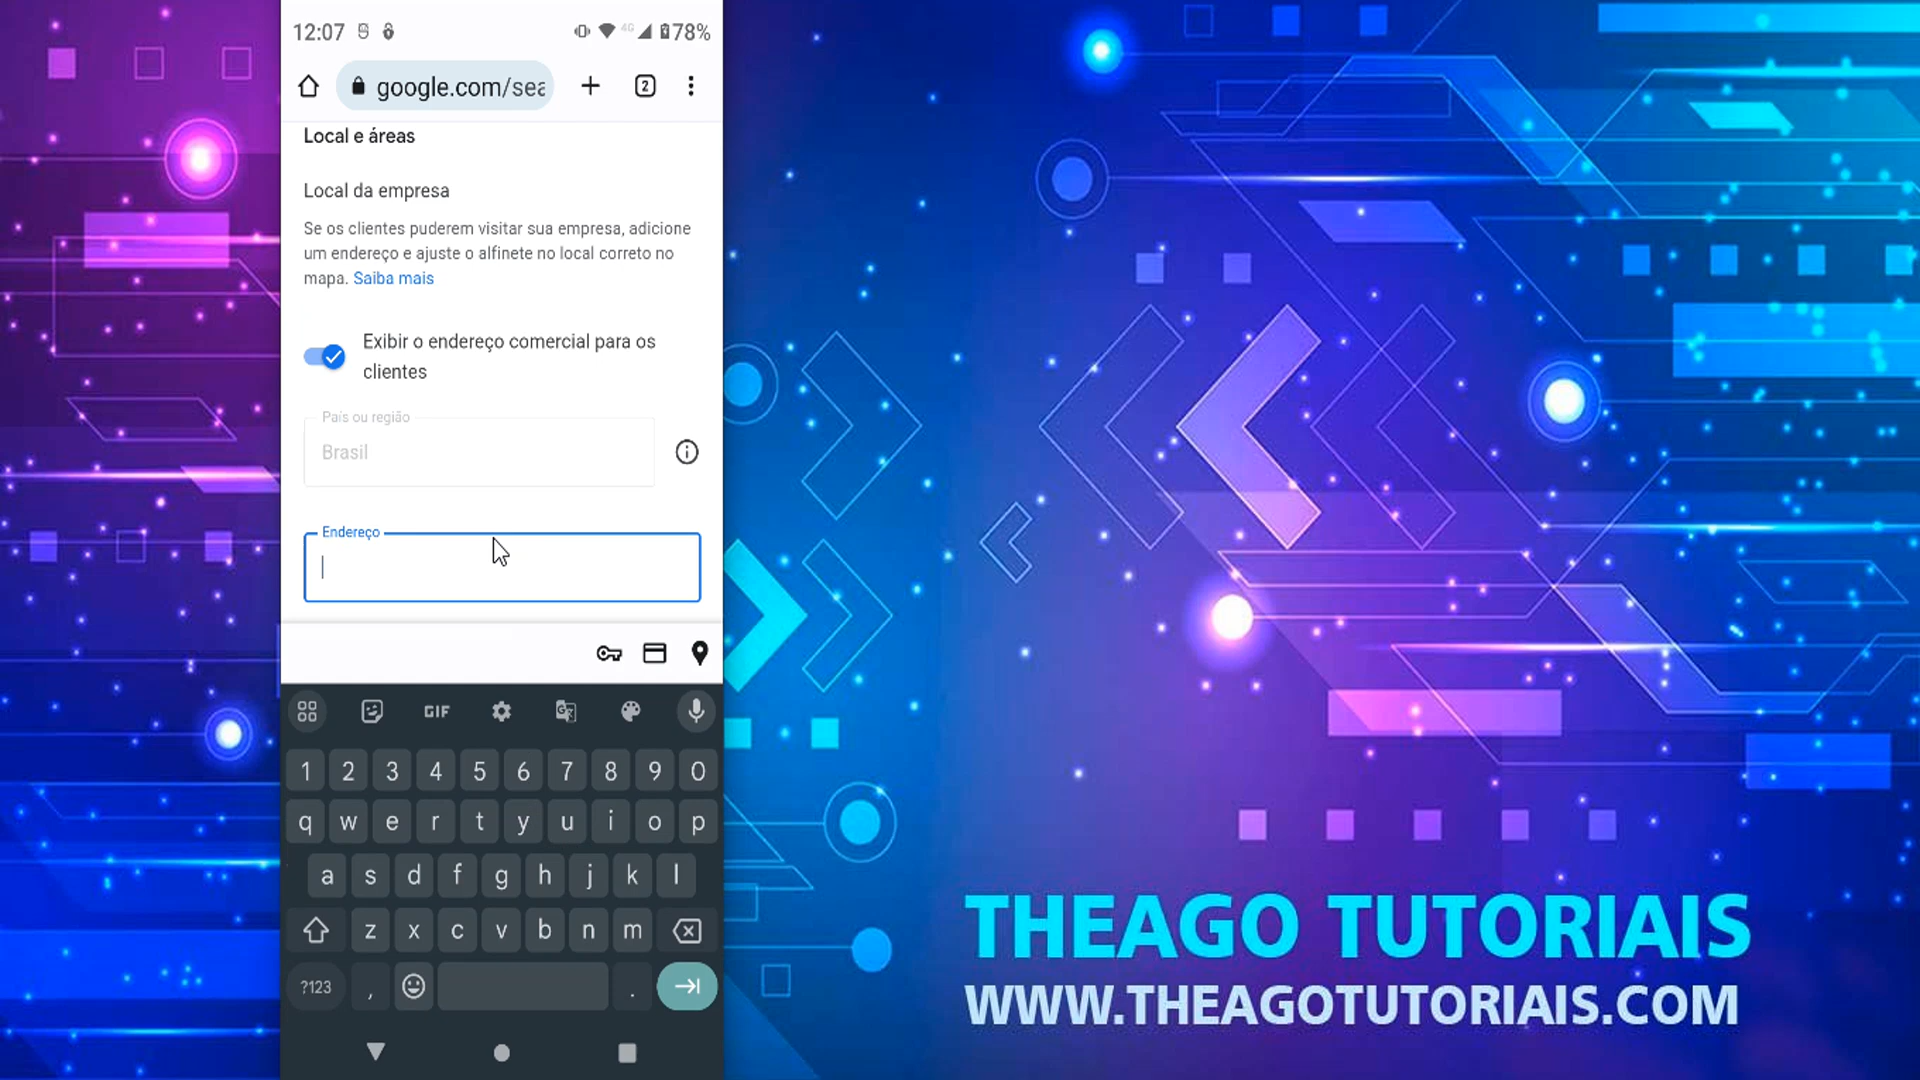 12:07
4G
78%
google.com/sea
2
Local e áreas
Local da empresa
Se os clientes puderem visitar sua empresa, adicione
um endereço e ajuste o alfinete no local correto no
mapa. Saiba mais
Exibir o endereço comercial para os
clientes
País ou região
Brasil
Endereço
GIF
1 2 3 4 5 6 7 8 9 0
q w e r t y u i o p
a s d f g h j k l
z x c v b n m
?123 , .
THEAGO TUTORIAIS
WWW.THEAGOTUTORIAIS.COM